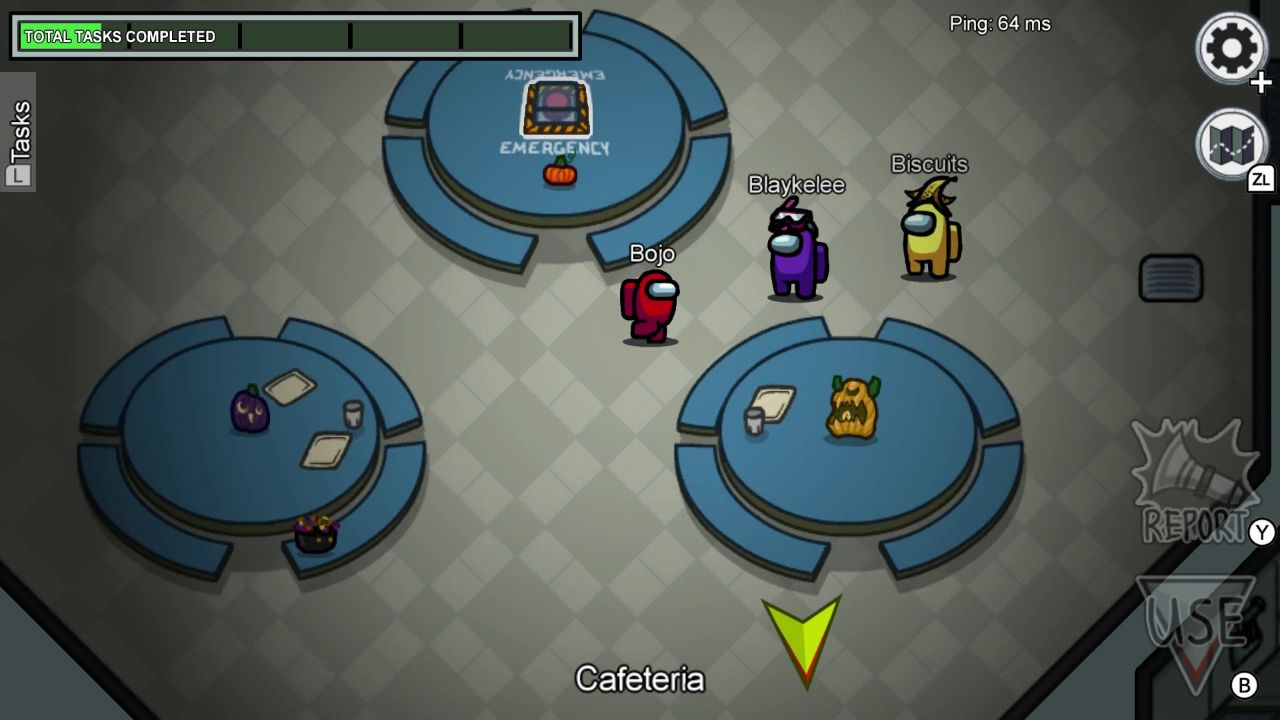 TOTAL TASKS COMPLETED
Ping: 64 ms
+
Tasks
L
ZL
EMERGENCY
EMERGENCY
Biscuits
Blaykelee
Bojo
REPORT
Y
USE
B
Cafeteria